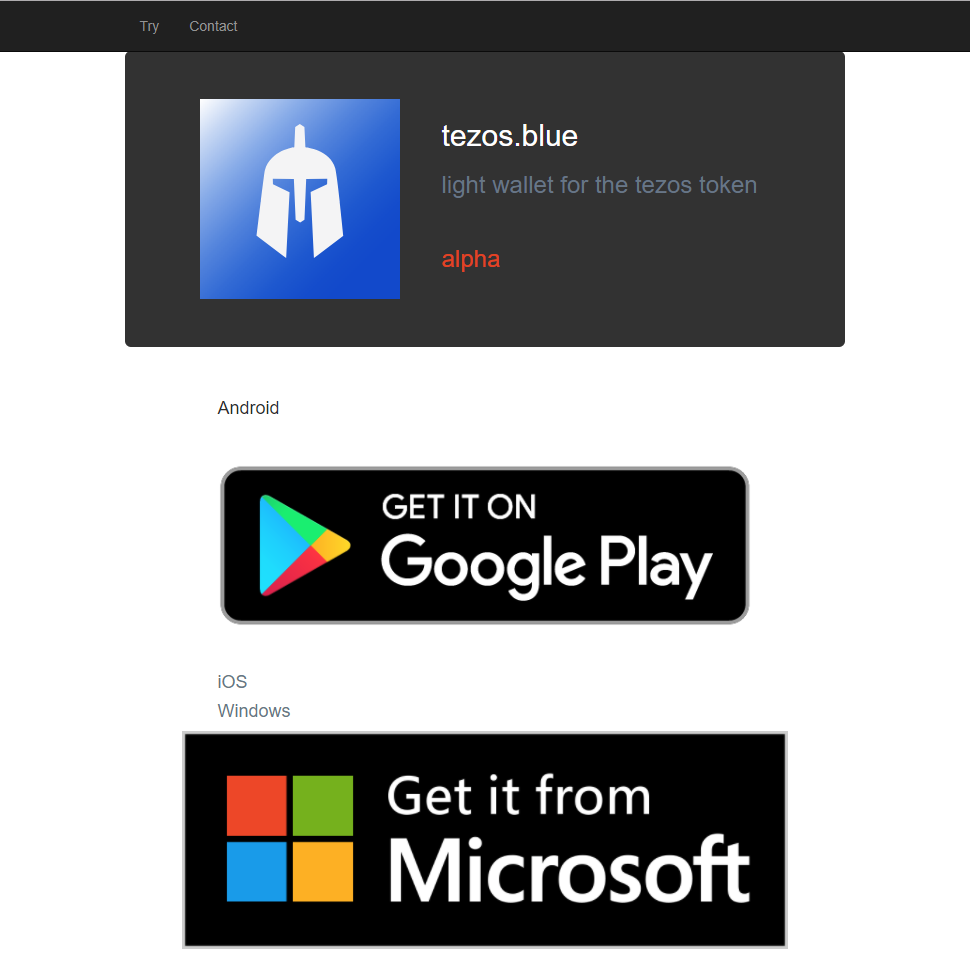 Try Contact
tezos.blue
light wallet for the tezos token
alpha
Android
GET IT ON
Google Play
iOS
Windows
Get it from
Microsoft